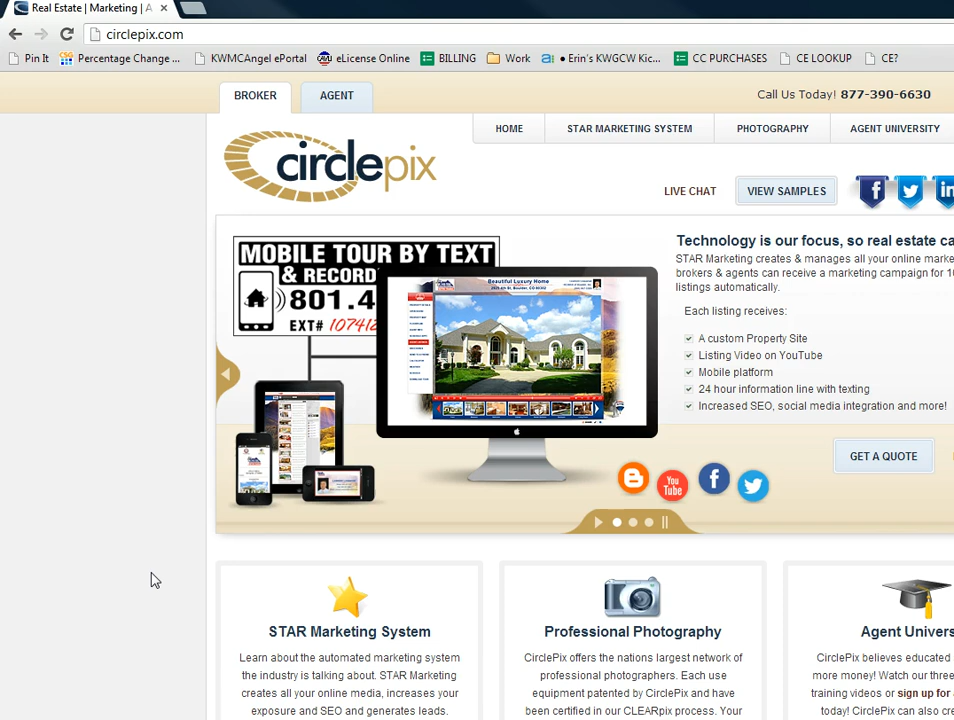 Real Estate | Marketing | A
circlepix.com
Pin It Percentage Change ... KWMCAngel ePortal eLicense Online BILLING Work ● Erin's KWGCW Kic... CC PURCHASES CE LOOKUP CE?
BROKER AGENT Call Us Today! 877-390-6630
HOME STAR MARKETING SYSTEM PHOTOGRAPHY AGENT UNIVERSITY
circlepix
LIVE CHAT VIEW SAMPLES
MOBILE TOUR BY TEXT
& RECORD
801.4
EXT# 107412
Beautiful Luxury Home
Technology is our focus, so real estate ca
STAR Marketing creates & manages all your online marke
brokers & agents can receive a marketing campaign for 1
listings automatically.
Each listing receives:
A custom Property Site
Listing Video on YouTube
Mobile platform
24 hour information line with texting
Increased SEO, social media integration and more!
GET A QUOTE
You
Tube
STAR Marketing System
Learn about the automated marketing system
the industry is talking about. STAR Marketing
creates all your online media, increases your
exposure and SEO and generates leads.
Professional Photography
CirclePix offers the nations largest network of
professional photographers. Each use
equipment patented by CirclePix and have
been certified in our CLEARpix process. Your
Agent Univers
CirclePix believes educated
more money! Watch our three
training videos or sign up for
today! CirclePix can also cre